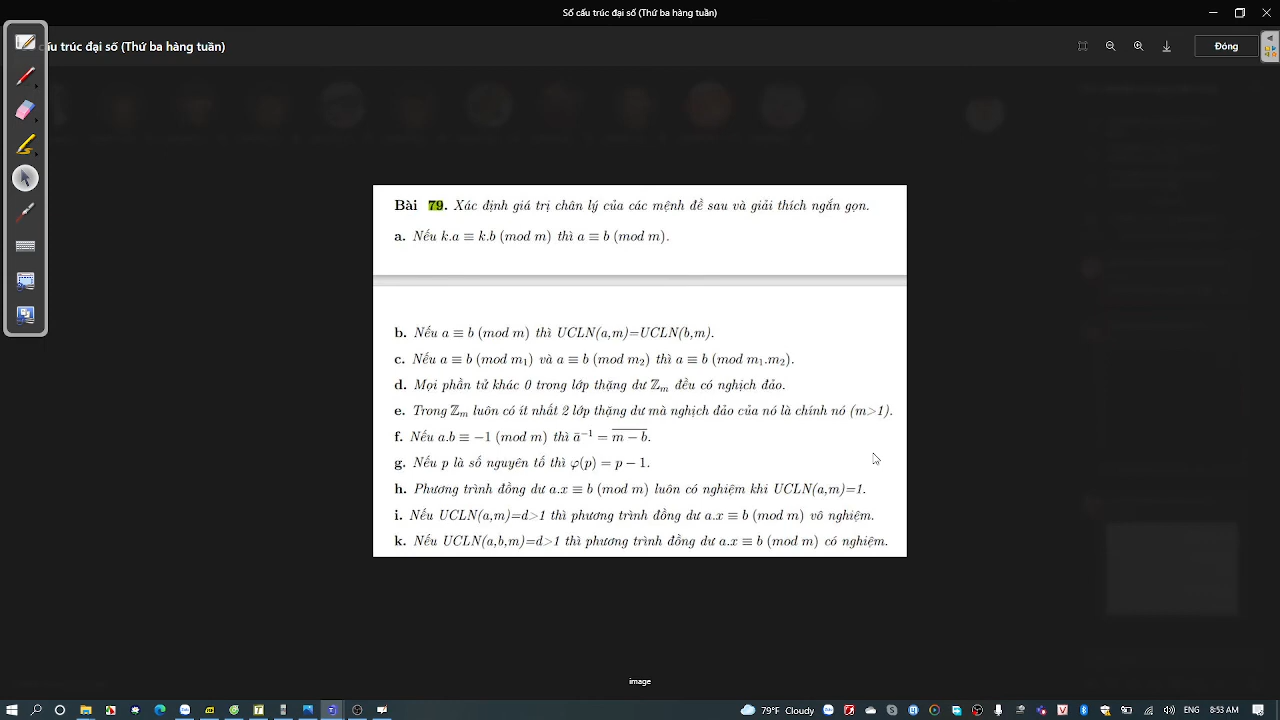 Số cấu trúc đại số (Thứ ba hàng tuần)
cấu trúc đại số (Thứ ba hàng tuần)
Đóng
Bài 79. Xác định giá trị chân lý của các mệnh đề sau và giải thích ngắn gọn.
a. Nếu k.a ≡ k.b (mod m) thì a ≡ b (mod m).
b. Nếu a ≡ b (mod m) thì UCLN(a,m)=UCLN(b,m).
c. Nếu a ≡ b (mod m₁) và a ≡ b (mod m₂) thì a ≡ b (mod m₁.m₂).
d. Mọi phần tử khác 0 trong lớp thặng dư ℤₘ đều có nghịch đảo.
e. Trong ℤₘ luôn có ít nhất 2 lớp thặng dư mà nghịch đảo của nó là chính nó (m>1).
f. Nếu a.b ≡ −1 (mod m) thì ā⁻¹ = \overline{m − b}.
g. Nếu p là số nguyên tố thì φ(p) = p − 1.
h. Phương trình đồng dư a.x ≡ b (mod m) luôn có nghiệm khi UCLN(a,m)=1.
i. Nếu UCLN(a,m)=d>1 thì phương trình đồng dư a.x ≡ b (mod m) vô nghiệm.
k. Nếu UCLN(a,b,m)=d>1 thì phương trình đồng dư a.x ≡ b (mod m) có nghiệm.
image
79°F Cloudy
ENG
8:53 AM